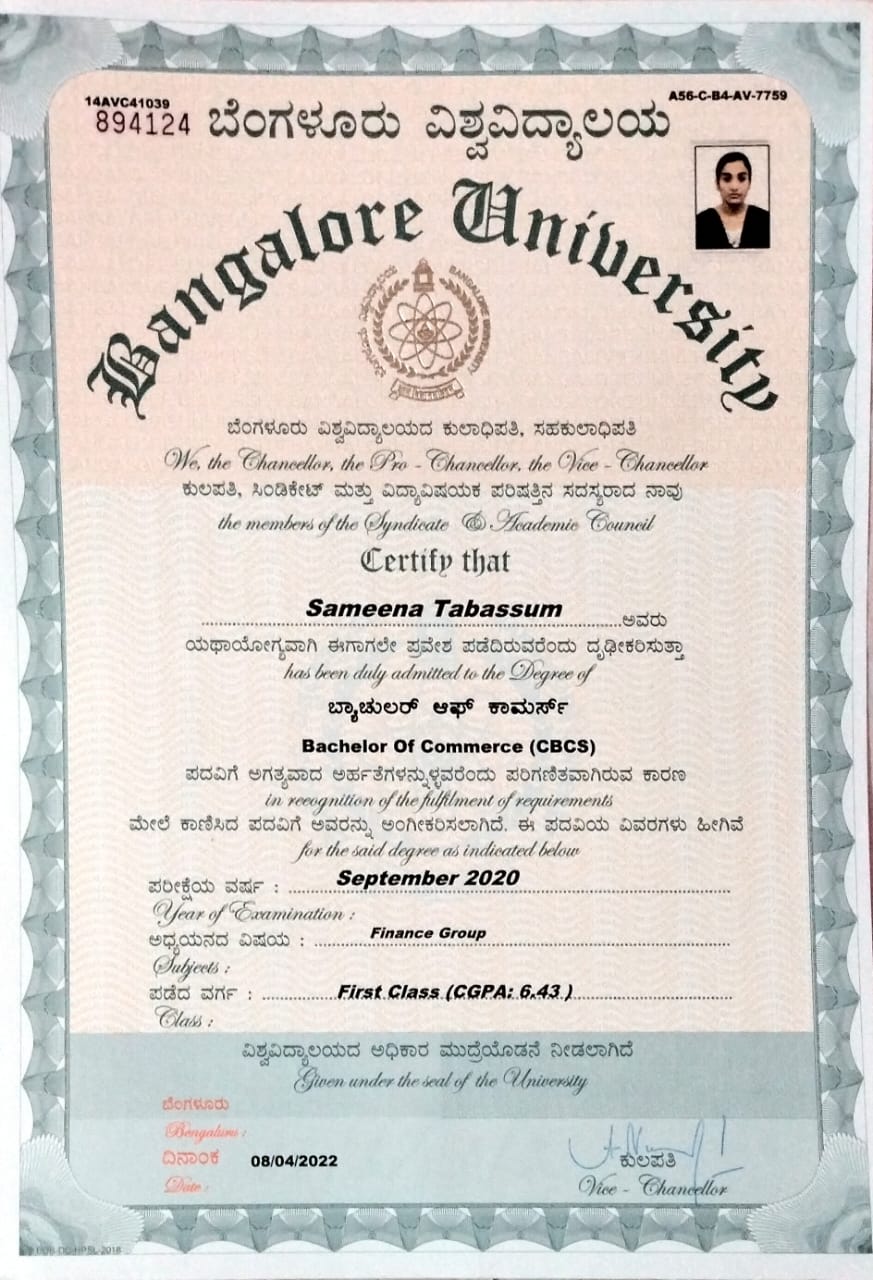 14AVC41039
A56-C-B4-AV-7759
894124
ಬೆಂಗಳೂರು ವಿಶ್ವವಿದ್ಯಾಲಯ
Bangalore University
BANGALORE UNIVERSITY
ಬೆಂಗಳೂರು ವಿಶ್ವವಿದ್ಯಾಲಯದ ಕುಲಾಧಿಪತಿ, ಸಹಕುಲಾಧಿಪತಿ
We, the Chancellor, the Pro - Chancellor, the Vice - Chancellor
ಕುಲಪತಿ, ಸಿಂಡಿಕೇಟ್ ಮತ್ತು ವಿದ್ಯಾವಿಷಯಕ ಪರಿಷತ್ತಿನ ಸದಸ್ಯರಾದ ನಾವು
the members of the Syndicate & Academic Council
Certify that
Sameena Tabassum
ಅವರು
ಯಥಾಯೋಗ್ಯವಾಗಿ ಈಗಾಗಲೇ ಪ್ರವೇಶ ಪಡೆದಿರುವರೆಂದು ದೃಢೀಕರಿಸುತ್ತಾ
has been duly admitted to the Degree of
ಬ್ಯಾಚುಲರ್ ಆಫ್ ಕಾಮರ್ಸ್
Bachelor Of Commerce (CBCS)
ಪದವಿಗೆ ಅಗತ್ಯವಾದ ಅರ್ಹತೆಗಳನ್ನುಳ್ಳವರೆಂದು ಪರಿಗಣಿತವಾಗಿರುವ ಕಾರಣ
in recognition of the fulfilment of requirements
ಮೇಲೆ ಕಾಣಿಸಿದ ಪದವಿಗೆ ಅವರನ್ನು ಅಂಗೀಕರಿಸಲಾಗಿದೆ. ಈ ಪದವಿಯ ವಿವರಗಳು ಹೀಗಿವೆ
for the said degree as indicated below
ಪರೀಕ್ಷೆಯ ವರ್ಷ : September 2020
Year of Examination :
ಅಧ್ಯಯನದ ವಿಷಯ : Finance Group
Subjects :
ಪಡೆದ ವರ್ಗ : First Class (CGPA: 6.43 )
Class :
ವಿಶ್ವವಿದ್ಯಾಲಯದ ಅಧಿಕಾರ ಮುದ್ರೆಯೊಡನೆ ನೀಡಲಾಗಿದೆ
Given under the seal of the University
ಬೆಂಗಳೂರು
Bengaluru :
ದಿನಾಂಕ 08/04/2022
Date :
ಕುಲಪತಿ
Vice - Chancellor